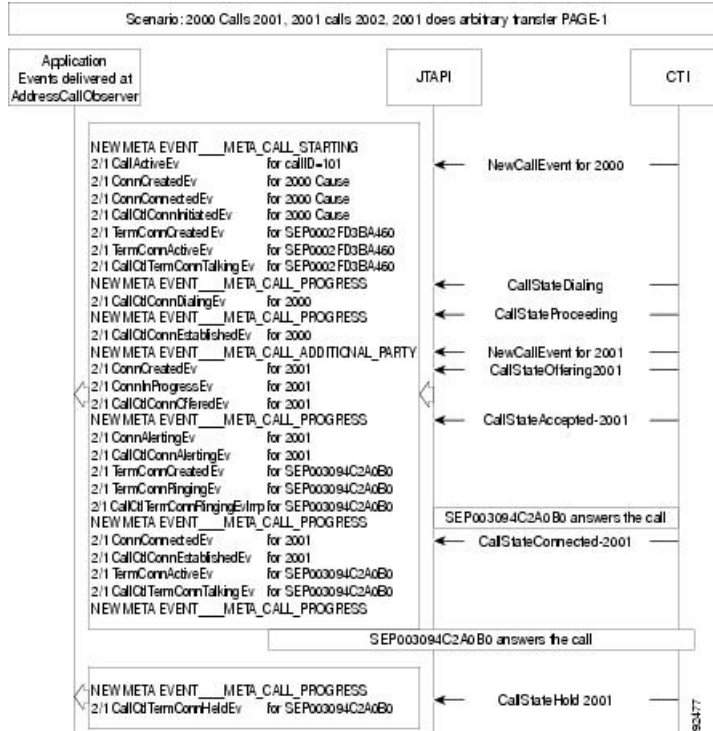 Scenario: 2000 Calls 2001, 2001 calls 2002, 2001 does arbitrary transfer PAGE-1
Application
Events delivered at
AddressCallObserver
JTAPI
CTI
NEW META EVENT____META_CALL_STARTING
2/1 CallActiveEv for callID=101
NewCallEvent for 2000
2/1 ConnCreatedEv for 2000 Cause
2/1 ConnConnectedEv for 2000 Cause
2/1 CallCtlConnInitiatedEv for 2000 Cause
2/1 TermConnCreatedEv for SEP0002FD3BA460
2/1 TermConnActiveEv for SEP0002FD3BA460
2/1 CallCtlTermConnTalkingEv for SEP0002FD3BA460
NEW META EVENT____META_CALL_PROGRESS
CallStateDialing
2/1 CallCtlConnDialingEv for 2000
NEW META EVENT____META_CALL_PROGRESS
CallStateProceeding
2/1 CallCtlConnEstablishedEv for 2000
NEW META EVENT____META_CALL_ADDITIONAL_PARTY
NewCallEvent for 2001
2/1 ConnCreatedEv for 2001
CallStateOffering2001
2/1 ConnInProgressEv for 2001
2/1 CallCtlConnOfferedEv for 2001
NEW META EVENT____META_CALL_PROGRESS
CallStateAccepted-2001
2/1 ConnAlertingEv for 2001
2/1 CallCtlConnAlertingEv for 2001
2/1 TermConnCreatedEv for SEP003094C2A0B0
2/1 TermConnRingingEv for SEP003094C2A0B0
2/1 CallCtlTermConnRingingEvImp for SEP003094C2A0B0
NEW META EVENT____META_CALL_PROGRESS
SEP003094C2A0B0 answers the call
2/1 ConnConnectedEv for 2001
CallStateConnected-2001
2/1 CallCtlConnEstablishedEv for 2001
2/1 TermConnActiveEv for SEP003094C2A0B0
2/1 CallCtlTermConnTalkingEv for SEP003094C2A0B0
NEW META EVENT____META_CALL_PROGRESS
SEP003094C2A0B0 answers the call
NEW META EVENT____META_CALL_PROGRESS
CallStateHold 2001
2/1 CallCtlTermConnHeldEv for SEP003094C2A0B0
92477